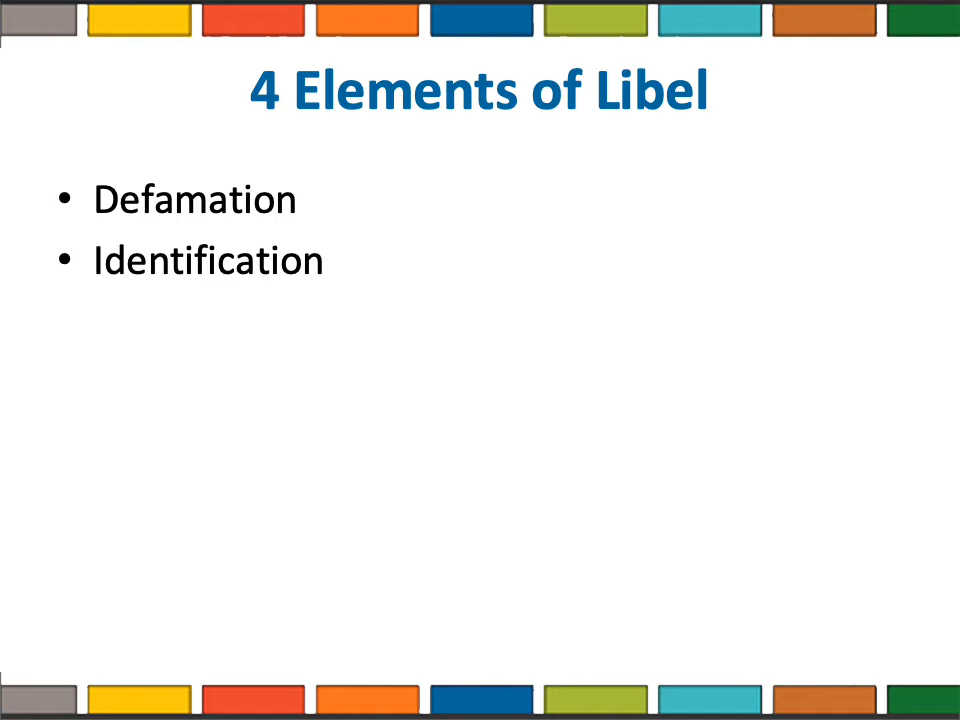 4 Elements of Libel
• Defamation
• Identification